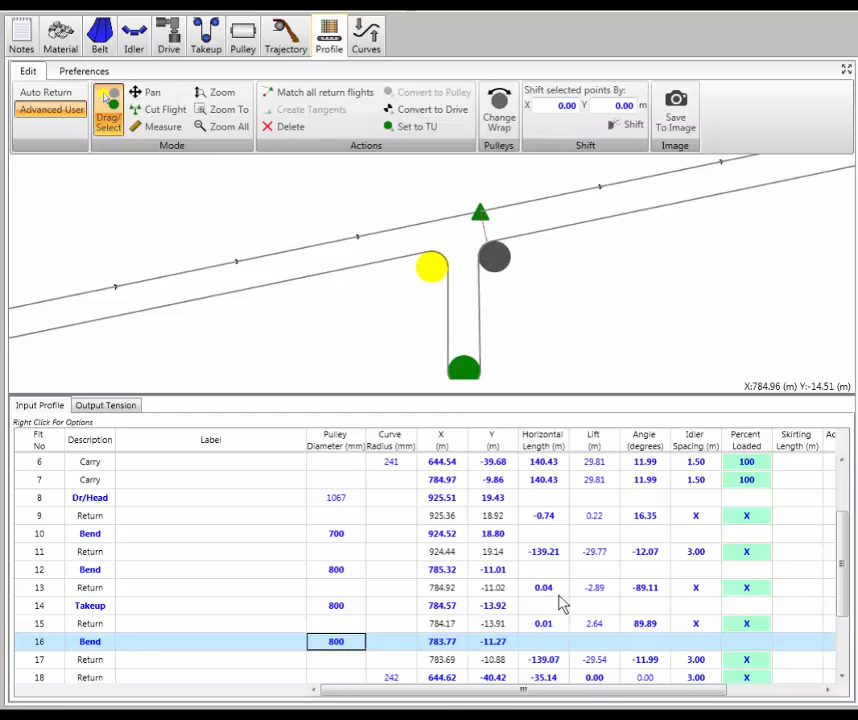 Notes Material Belt Idler Drive Takeup Pulley Trajectory Profile Curves
Edit Preferences
Auto Return
Advanced User
Drag/
Select
Pan
Cut Flight
Measure
Zoom
Zoom To
Zoom All
Mode
Match all return flights
Create Tangents
Delete
Convert to Pulley
Convert to Drive
Set to TU
Actions
Change
Wrap
Pulleys
Shift selected points By:
X 0.00 Y 0.00 m
Shift
Shift
Save
To Image
Image
X:784.96 (m) Y:-14.51 (m)
Input Profile Output Tension
Right Click For Options
Flt No Description Label Pulley Diameter (mm) Curve Radius (mm) X (m) Y (m) Horizontal Length (m) Lift (m) Angle (degrees) Idler Spacing (m) Percent Loaded Skirting Length (m) Ac
6 Carry 241 644.54 -39.68 140.43 29.81 11.99 1.50 100
7 Carry 784.97 -9.86 140.43 29.81 11.99 1.50 100
8 Dr/Head 1067 925.51 19.43
9 Return 925.36 18.92 -0.74 0.22 16.35 X X
10 Bend 700 924.52 18.80
11 Return 924.44 19.14 -139.21 -29.77 -12.07 3.00 X
12 Bend 800 785.32 -11.01
13 Return 784.92 -11.02 0.04 -2.89 -89.11 X X
14 Takeup 800 784.57 -13.92
15 Return 784.17 -13.91 0.01 2.64 89.89 X X
16 Bend 800 783.77 -11.27
17 Return 783.69 -10.88 -139.07 -29.54 -11.99 3.00 X
18 Return 242 644.62 -40.42 -35.14 0.00 0.00 3.00 X